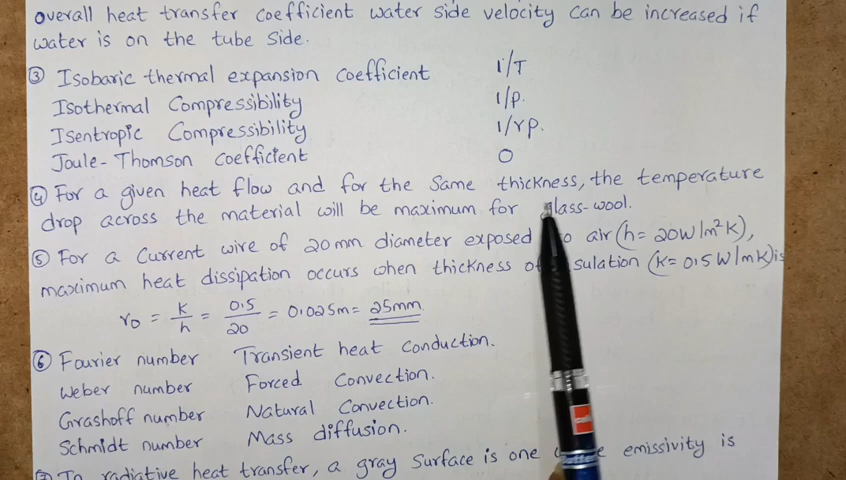 overall heat transfer coefficient water side velocity can be increased if
water is on the tube side.
③ Isobaric thermal expansion coefficient 1/T
Isothermal Compressibility 1/p.
Isentropic Compressibility 1/γp.
Joule-Thomson coefficient 0
④ For a given heat flow and for the same thickness, the temperature
drop across the material will be maximum for glass-wool.
⑤ For a current wire of 20mm diameter exposed to air (h= 20W/m²K),
maximum heat dissipation occurs when thickness of insulation (k= 0.5 W/mK) is
r₀ = k/h = 0.5/20 = 0.025m = 25mm
⑥ Fourier number Transient heat conduction.
Weber number Forced Convection.
Grashoff number Natural Convection.
Schmidt number Mass diffusion.
⑦ In radiative heat transfer, a gray surface is one emissivity is